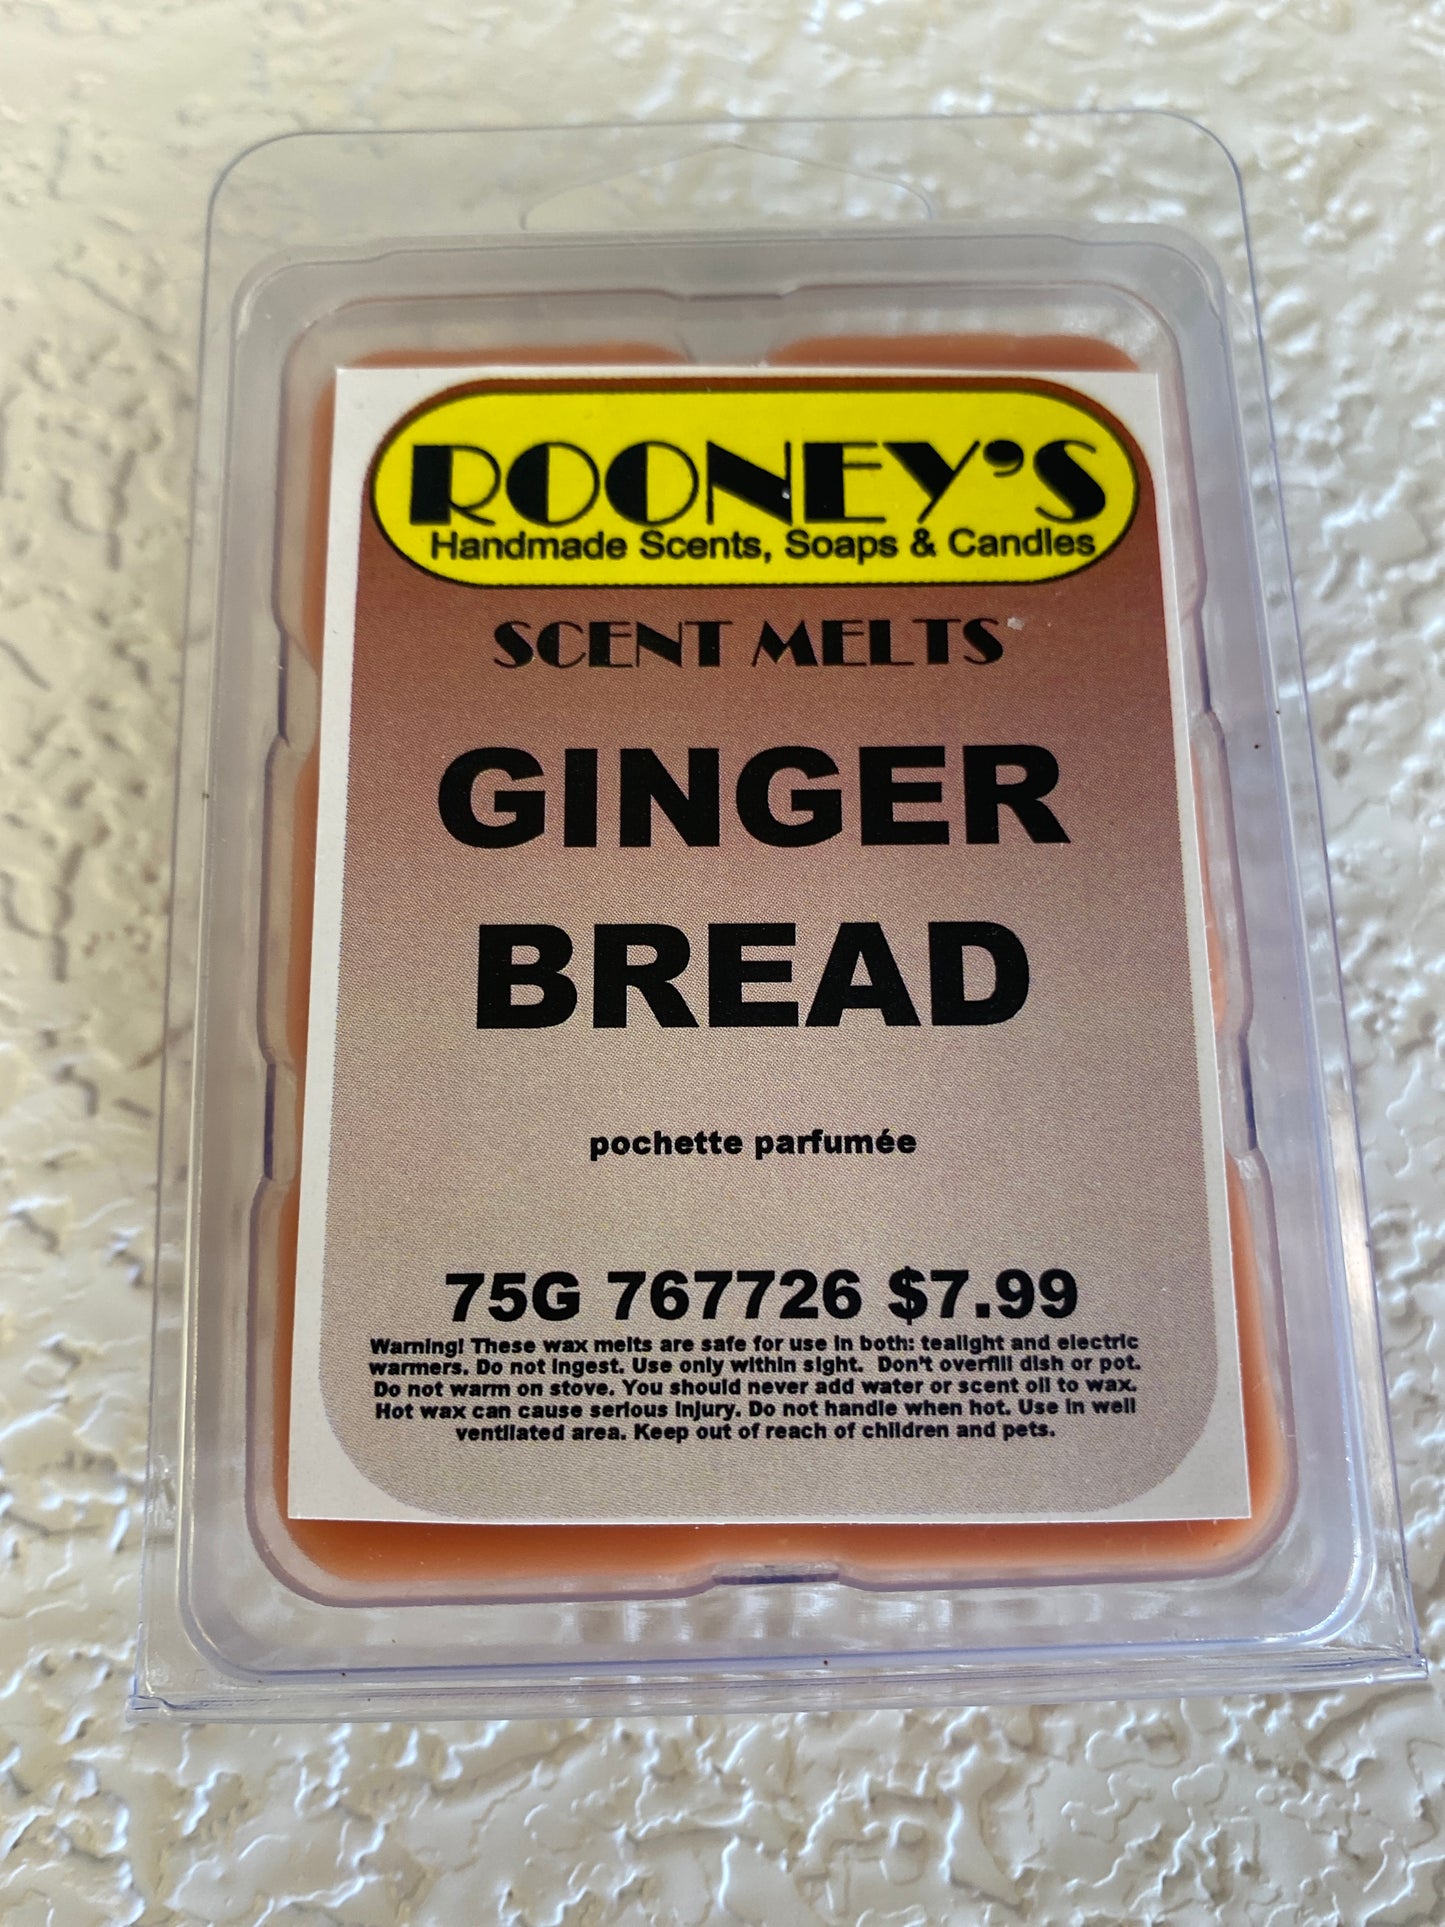 ROONEY'S
Handmade Scents, Soaps & Candles
SCENT MELTS
GINGER
BREAD
pochette parfumée
75G 767726 $7.99
Warning! These wax melts are safe for use in both: tealight and electric
warmers. Do not ingest. Use only within sight. Don't overfill dish or pot.
Do not warm on stove. You should never add water or scent oil to wax.
Hot wax can cause serious injury. Do not handle when hot. Use in well
ventilated area. Keep out of reach of children and pets.